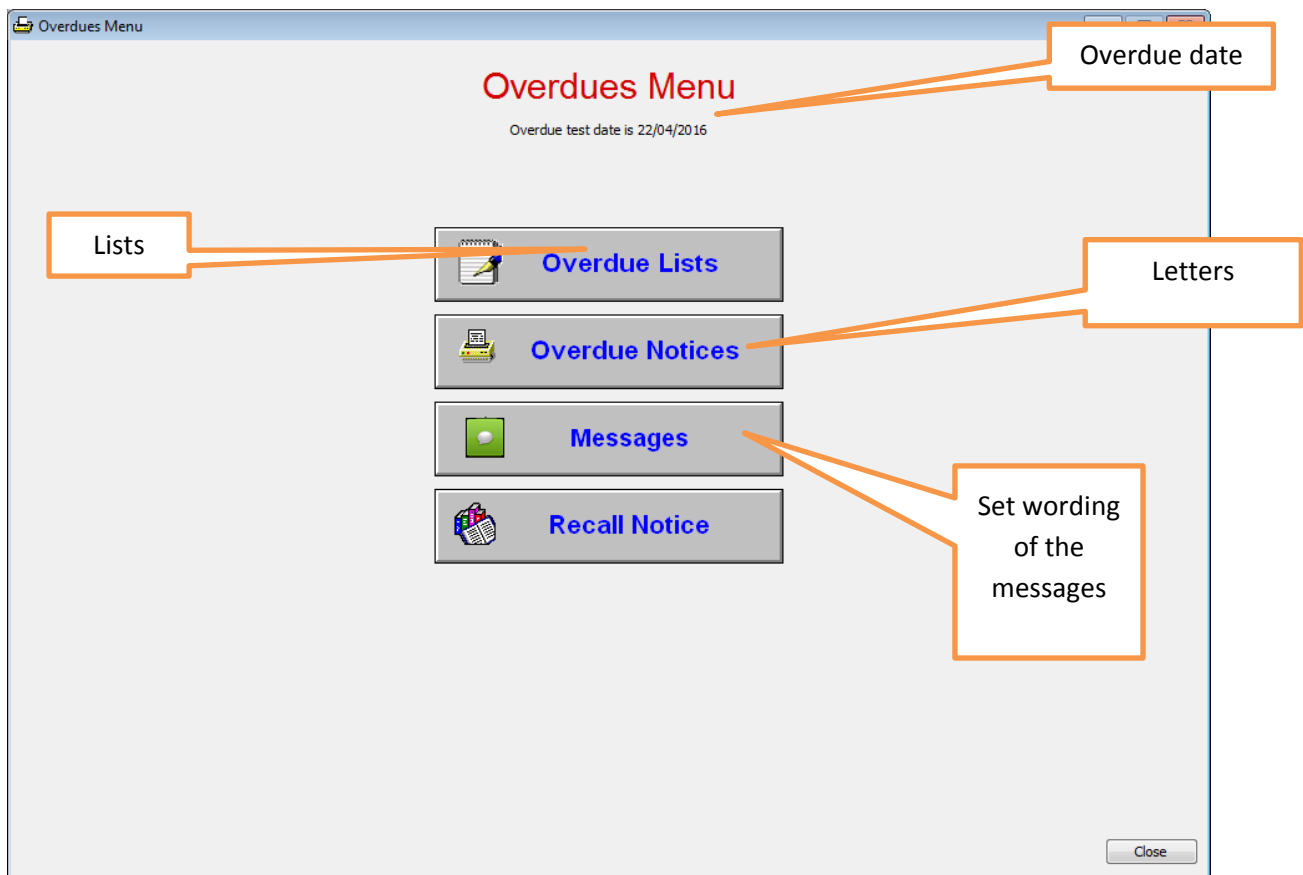 Overdues Menu
Overdue date
Overdues Menu
Overdue test date is 22/04/2016
Lists
Overdue Lists
Letters
Overdue Notices
Messages
Set wording
of the
messages
Recall Notice
Close